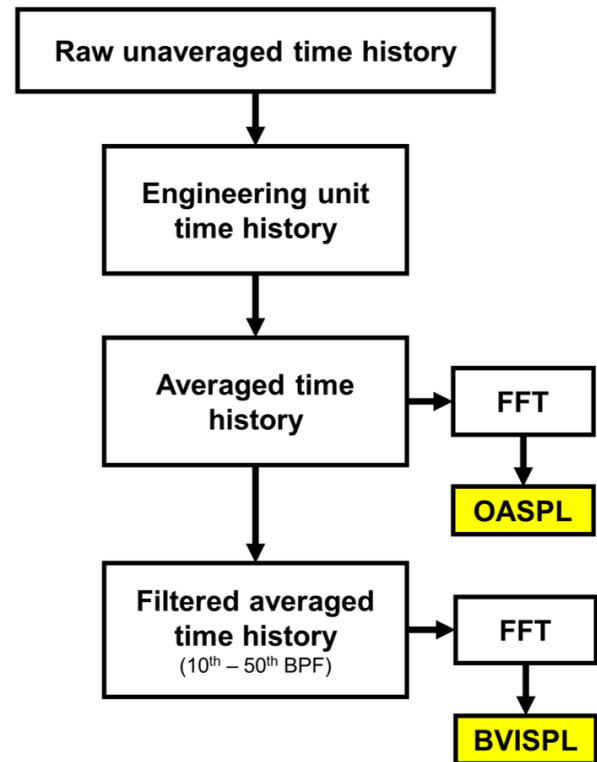 Raw unaveraged time history
Engineering unit
time history
Averaged time
history
FFT
OASPL
Filtered averaged
time history
(10th – 50th BPF)
FFT
BVISPL